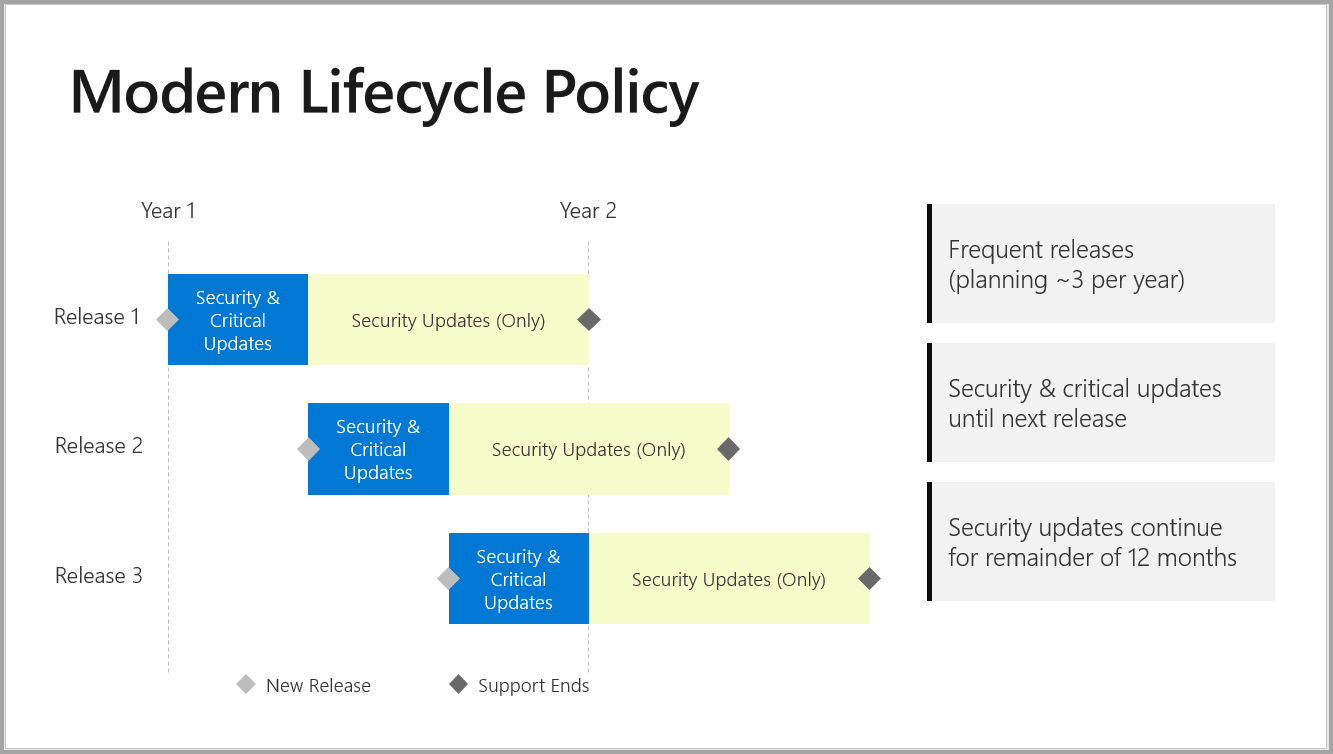 Modern Lifecycle Policy
Year 1
Year 2
Release 1
Security &
Critical
Updates
Security Updates (Only)
Release 2
Security &
Critical
Updates
Security Updates (Only)
Release 3
Security &
Critical
Updates
Security Updates (Only)
New Release
Support Ends
Frequent releases
(planning ~3 per year)
Security & critical updates
until next release
Security updates continue
for remainder of 12 months